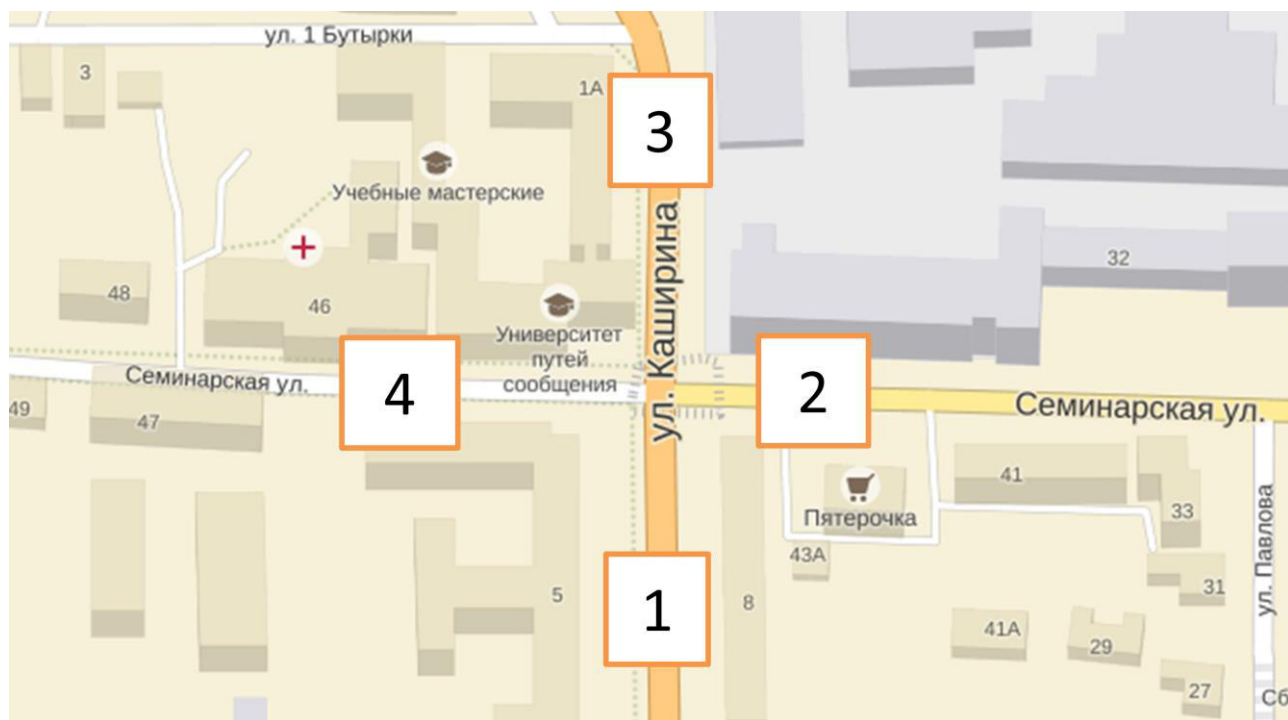 ул. 1 Бутырки
3
1А
3
Учебные мастерские
ул. Каширина
32
48
46
Университет
путей
сообщения
Семинарская ул.
4
2
Семинарская ул.
49
47
41
Пятерочка
33
43А
ул. Павлова
5
1
8
31
41А
29
27
Сб